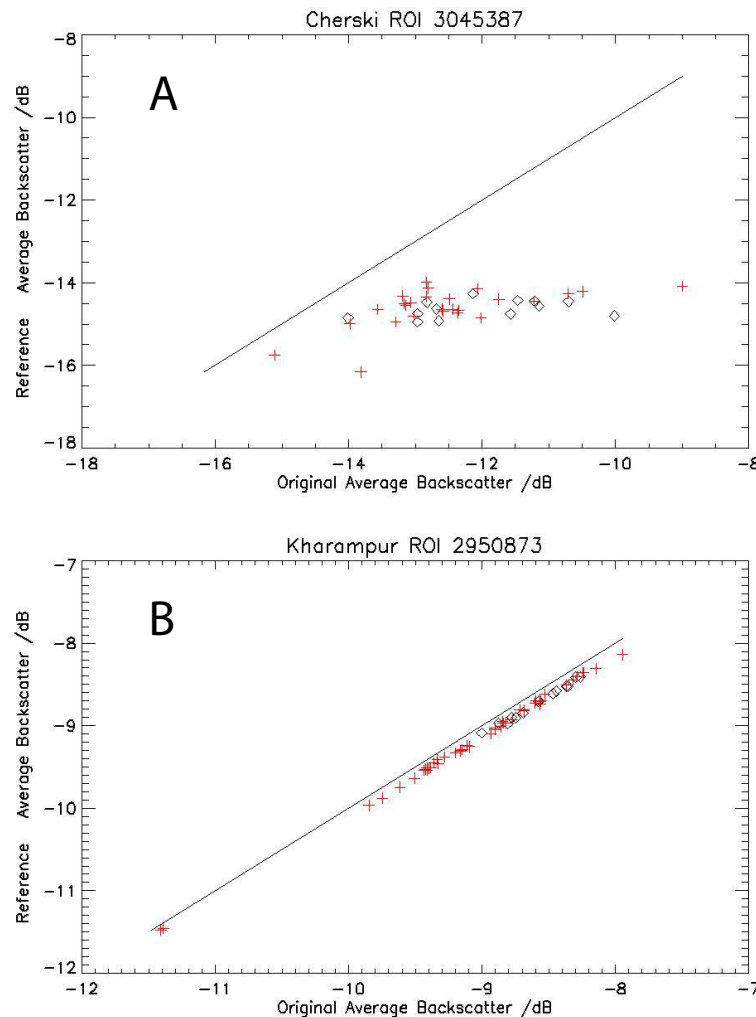 Cherski ROI 3045387
A
Reference Average Backscatter /dB
-8
-10
-12
-14
-16
-18
-18 -16 -14 -12 -10 -8
Original Average Backscatter /dB
Kharampur ROI 2950873
B
Reference Average Backscatter /dB
-7
-8
-9
-10
-11
-12
-12 -11 -10 -9 -8 -7
Original Average Backscatter /dB